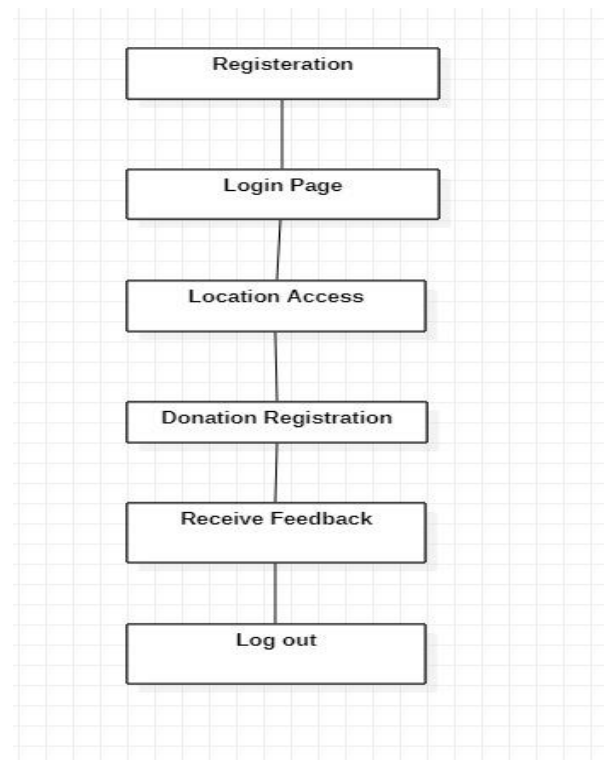 Registeration
Login Page
Location Access
Donation Registration
Receive Feedback
Log out